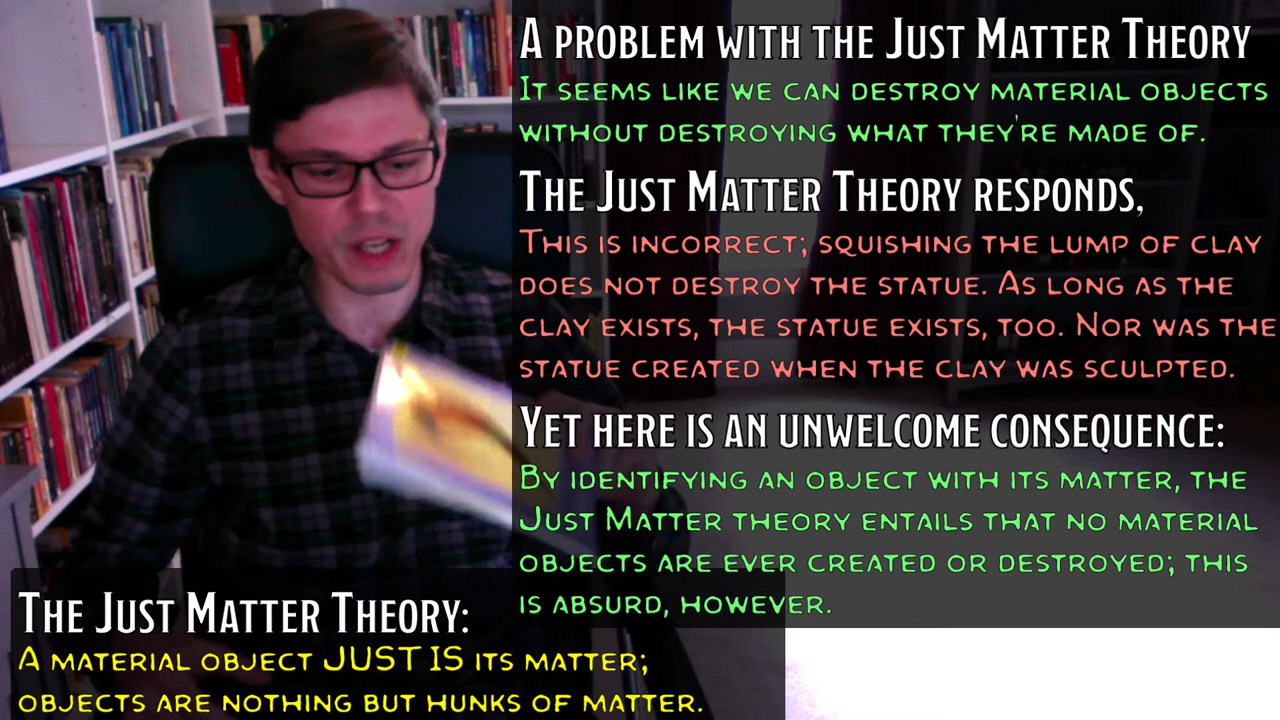 A problem with the Just Matter Theory
It seems like we can destroy material objects
without destroying what they're made of.
The Just Matter Theory responds,
This is incorrect; squishing the lump of clay
does not destroy the statue. As long as the
clay exists, the statue exists, too. Nor was the
statue created when the clay was sculpted.
Yet here is an unwelcome consequence:
By identifying an object with its matter, the
Just Matter theory entails that no material
objects are ever created or destroyed; this
is absurd, however.
The Just Matter Theory:
A material object JUST IS its matter;
objects are nothing but hunks of matter.